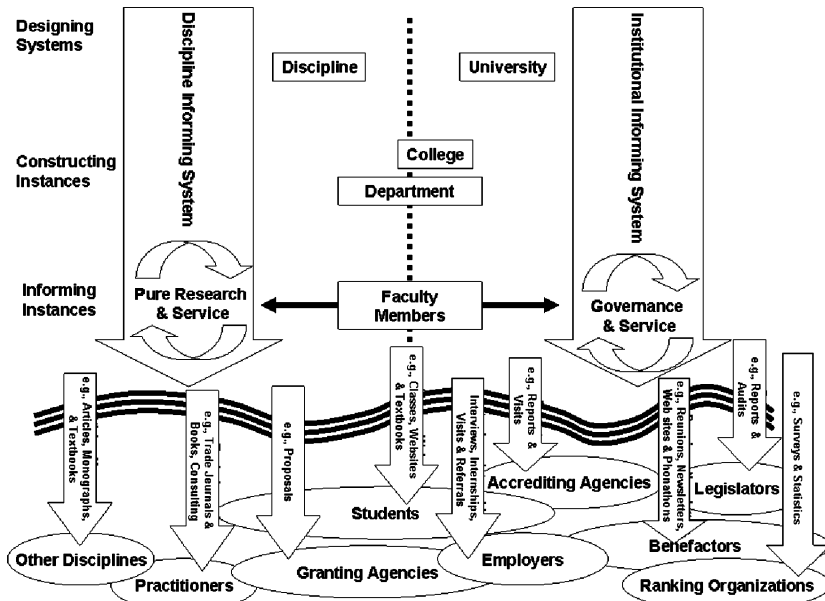 Designing
Systems
Discipline Informing System
Discipline
University
Institutional Informing System
Constructing
Instances
College
Department
Informing
Instances
Pure Research
& Service
Faculty
Members
Governance
& Service
e.g., Articles, Monographs,
& Textbooks
e.g., Trade Journals &
Books, Consulting
e.g., Proposals
e.g., Classes, Websites
& Textbooks
Interviews, Internships,
Visits & Referrals
e.g., Reports &
Visits
e.g., Reunions, Newsletters,
Web sites & Phonathons
e.g., Reports &
Audits
e.g., Surveys & Statistics
Accrediting Agencies
Legislators
Students
Other Disciplines
Practitioners
Granting Agencies
Employers
Benefactors
Ranking Organizations